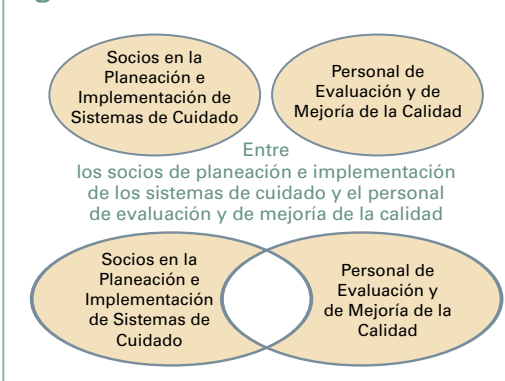 Socios en la
Planeación e
Implementación de
Sistemas de Cuidado
Personal de
Evaluación y de
Mejoría de la Calidad
Entre
los socios de planeación e implementación
de los sistemas de cuidado y el personal
de evaluación y de mejoría de la calidad
Socios en la
Planeación e
Implementación
de Sistemas de
Cuidado
Personal de
Evaluación y
de Mejoría de la
Calidad